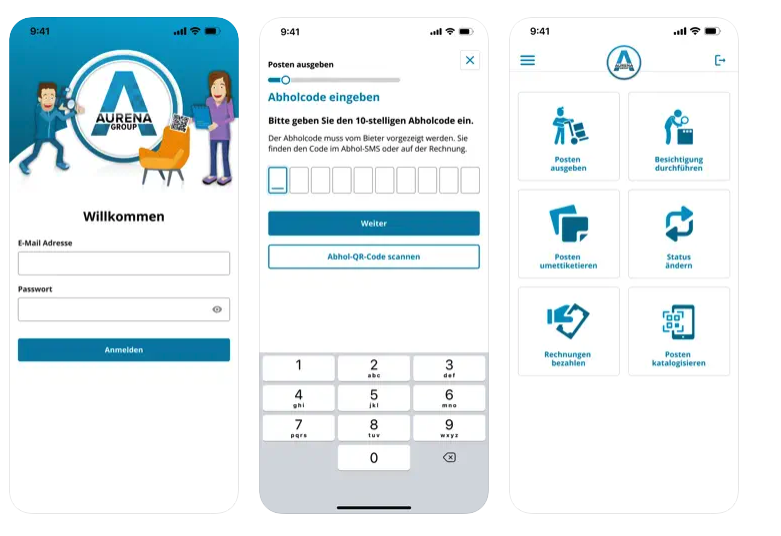 9:41
AURENA
GROUP
Willkommen
E-Mail Adresse
Passwort
Anmelden
9:41
Posten ausgeben
Abholcode eingeben
Bitte geben Sie den 10-stelligen Abholcode ein.
Der Abholcode muss vom Bieter vorgezeigt werden. Sie
finden den Code im Abhol-SMS oder auf der Rechnung.
Weiter
Abhol-QR-Code scannen
1 2 3
abc def
4 5 6
ghi jkl mno
7 8 9
pqrs tuv wxyz
0
9:41
AURENA
GROUP
Posten
ausgeben
Besichtigung
durchführen
Posten
umettiketieren
Status
ändern
Rechnungen
bezahlen
Posten
katalogisieren